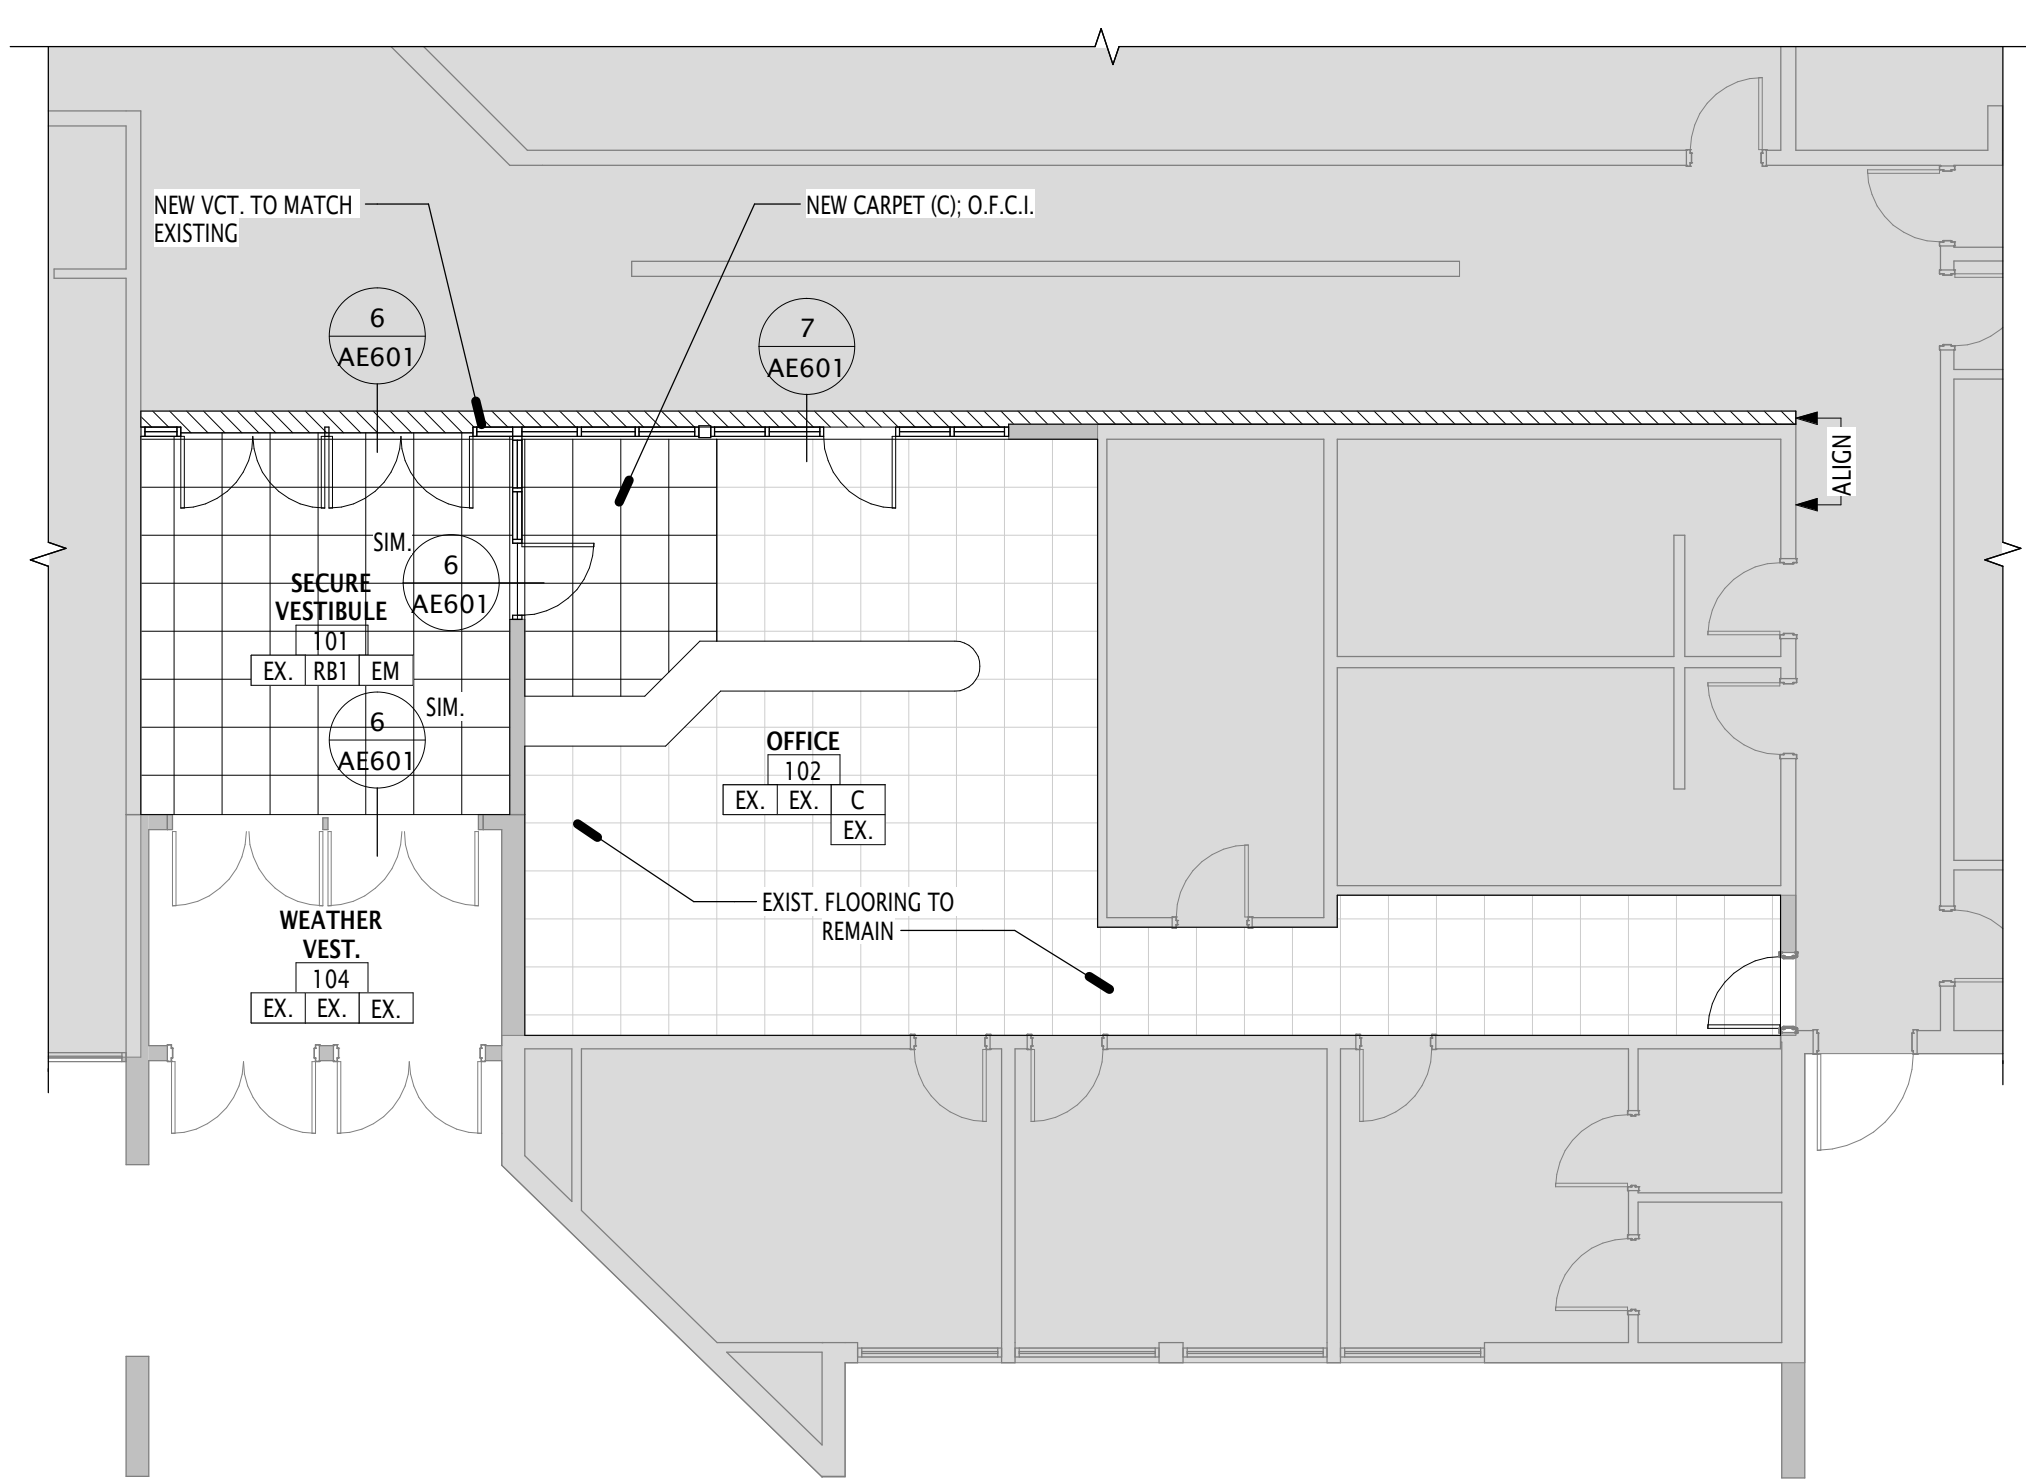 NEW VCT. TO MATCH
EXISTING
NEW CARPET (C); O.F.C.I.
6
AE601
7
AE601
ALIGN
SIM.
6
AE601
SECURE
VESTIBULE
101
EX. RB1 EM
SIM.
6
AE601
OFFICE
102
EX. EX. C
EX.
EXIST. FLOORING TO
REMAIN
WEATHER
VEST.
104
EX. EX. EX.